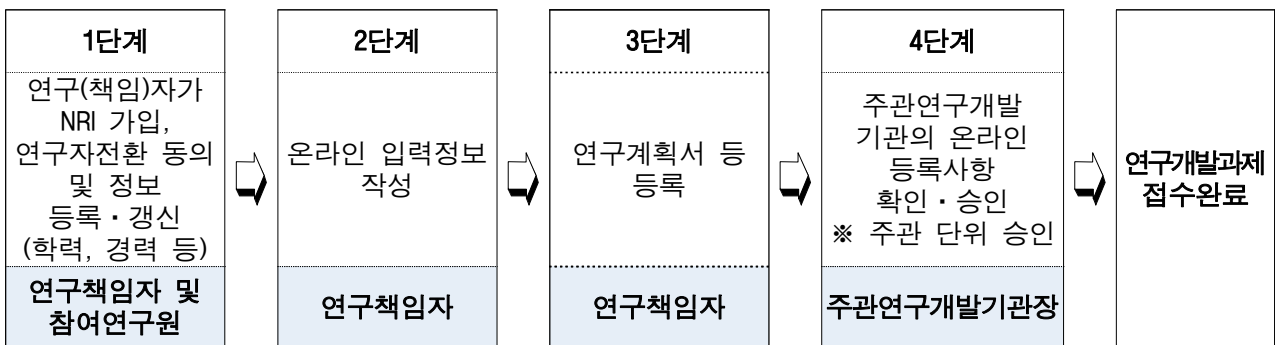 1단계
연구(책임)자가
NRI 가입,
연구자전환 동의
및 정보
등록・갱신
(학력, 경력 등)
연구책임자 및
참여연구원
2단계
온라인 입력정보
작성
연구책임자
3단계
연구계획서 등
등록
연구책임자
4단계
주관연구개발
기관의 온라인
등록사항
확인・승인
※ 주관 단위 승인
주관연구개발기관장
연구개발과제
접수완료